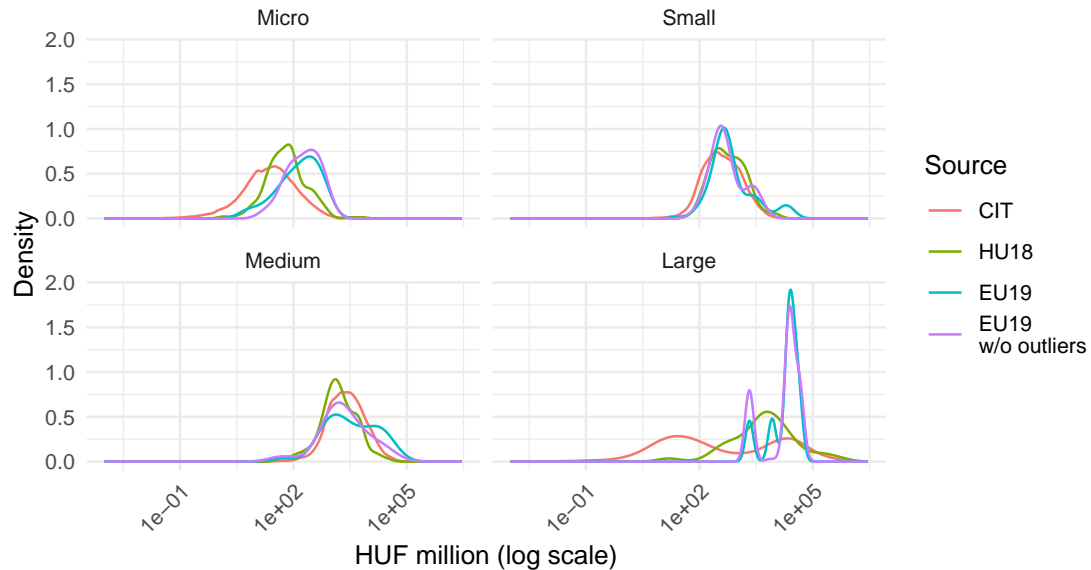 Micro
Small
2.0
1.5
1.0
0.5
0.0
Medium
Large
2.0
1.5
1.0
0.5
0.0
1e−01
1e+02
1e+05
1e−01
1e+02
1e+05
Density
HUF million (log scale)
Source
CIT
HU18
EU19
EU19
w/o outliers